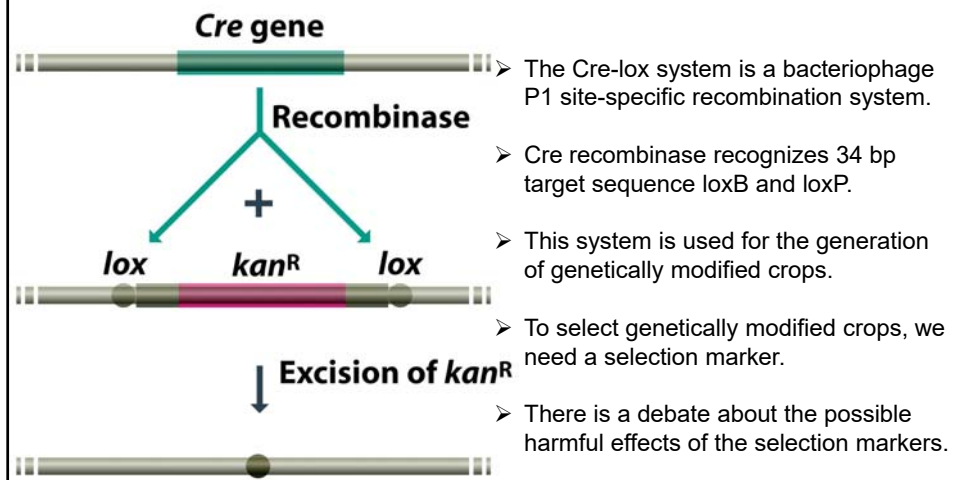 Cre gene
Recombinase
+
lox
kanR
lox
Excision of kanR
➢ The Cre-lox system is a bacteriophage
P1 site-specific recombination system.
➢ Cre recombinase recognizes 34 bp
target sequence loxB and loxP.
➢ This system is used for the generation
of genetically modified crops.
➢ To select genetically modified crops, we
need a selection marker.
➢ There is a debate about the possible
harmful effects of the selection markers.